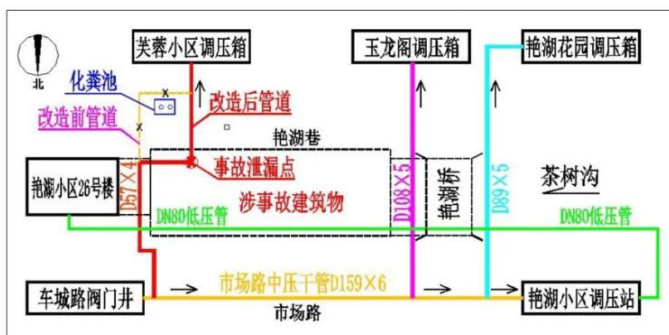 芙蓉小区调压箱
玉龙阁调压箱
艳湖花园调压箱
北
化粪池
改造前管道
改造后管道
艳湖巷
事故泄漏点
涉事故建筑物
艳湖小区26号楼
D57×4
D108×5
艳湖桥
D89×5
茶树沟
DN80低压管
DN80低压管
车城路阀门井
市场路中压干管D159×6
市场路
艳湖小区调压站